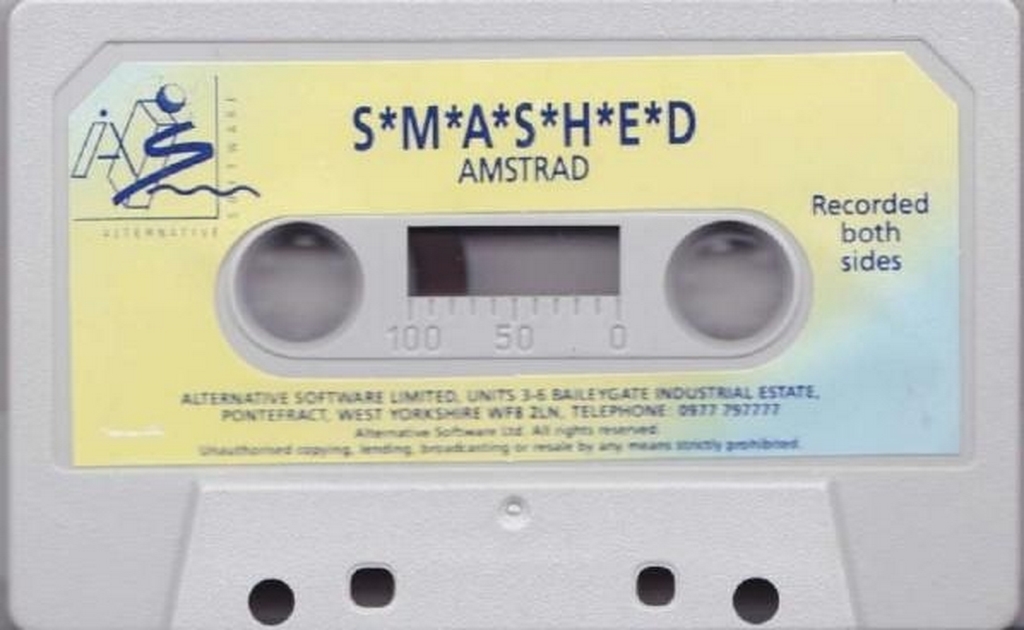 S*M*A*S*H*E*D
AMSTRAD
SOFTWARE
ALTERNATIVE
Recorded
both
sides
100 50 0
ALTERNATIVE SOFTWARE LIMITED, UNITS 3-6 BAILEYGATE INDUSTRIAL ESTATE,
PONTEFRACT, WEST YORKSHIRE WF8 2LN, TELEPHONE: 0977 797777
Alternative Software Ltd. All rights reserved.
Unauthorised copying, lending, broadcasting or resale by any means strictly prohibited.